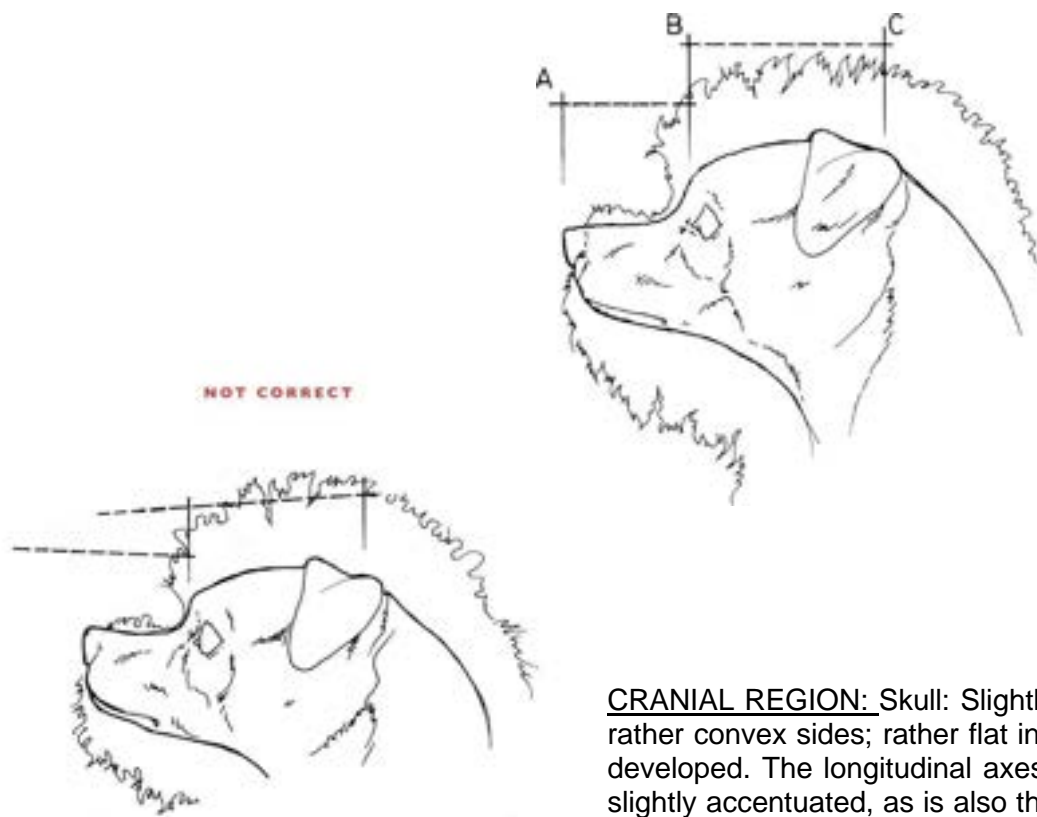 B C
A
NOT CORRECT
CRANIAL REGION: Skull: Slightl
rather convex sides; rather flat in
developed. The longitudinal axes
slightly accentuated, as is also th